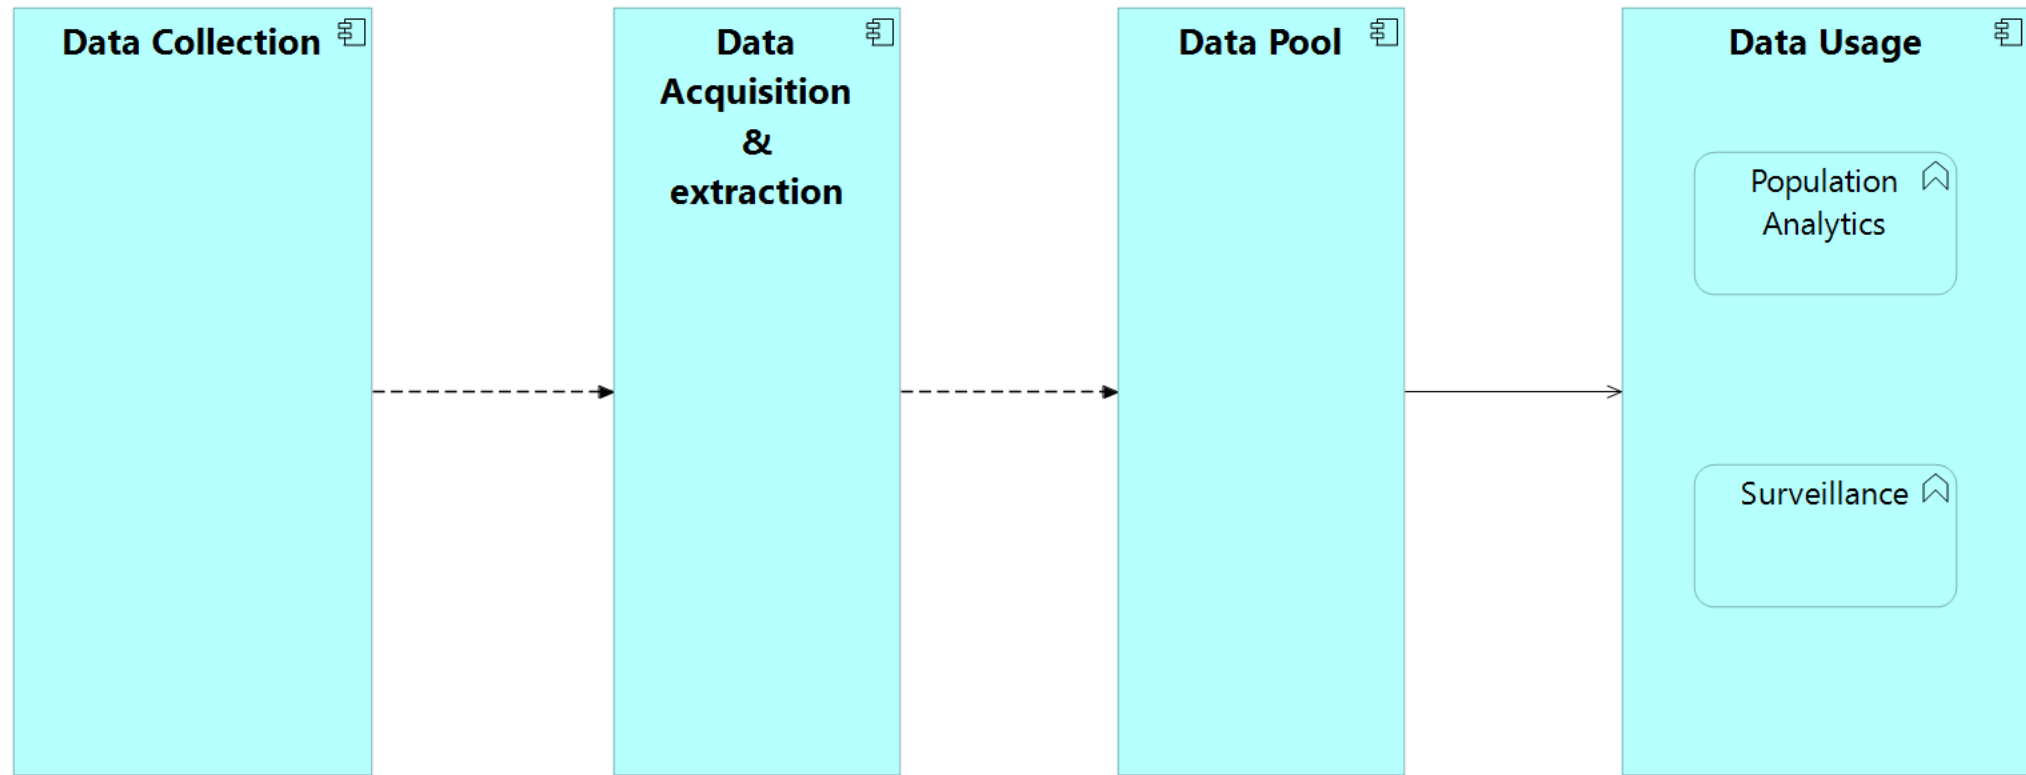 Data Collection
Data
Acquisition
&
extraction
Data Pool
Data Usage
Population
Analytics
Surveillance